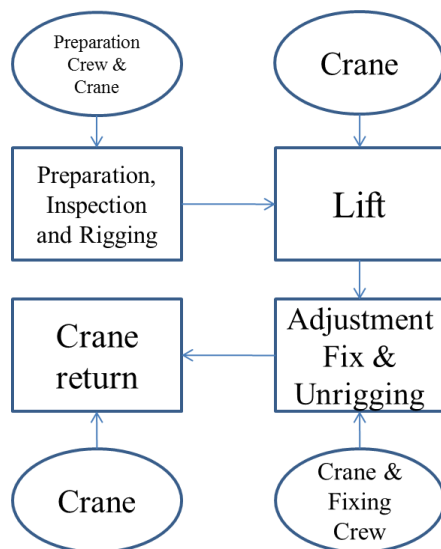 Preparation
Crew &
Crane
Crane
Preparation,
Inspection
and Rigging
Lift
Crane
return
Adjustment
Fix &
Unrigging
Crane
Crane &
Fixing
Crew